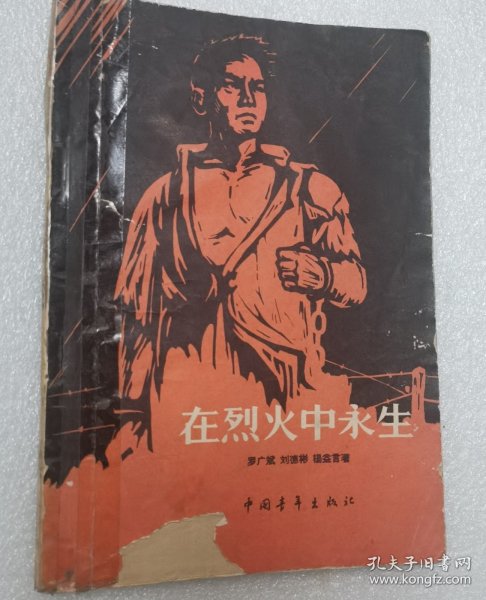 在烈火中永生
罗广斌 刘德彬 杨益言著
中国青年出版社
孔夫子旧书网
www.kongfz.com